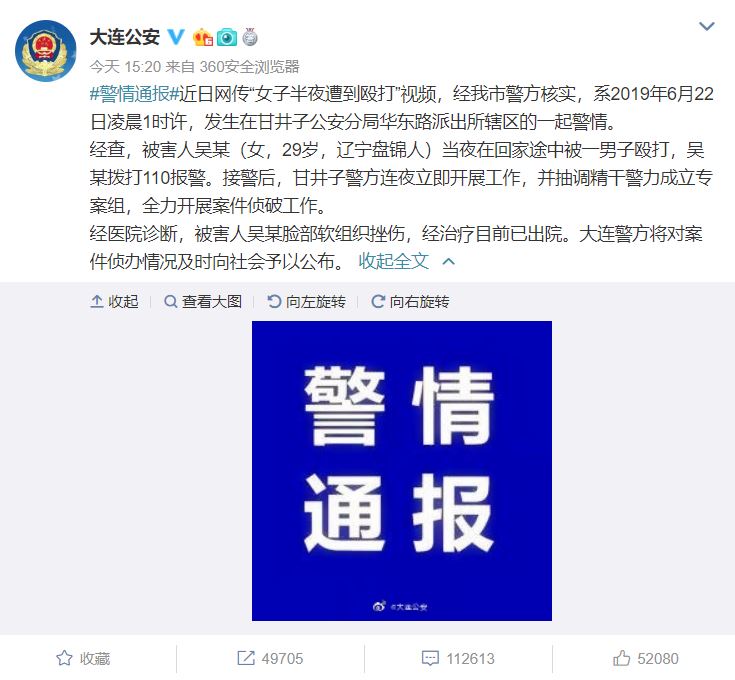 大连公安
今天 15:20 来自 360安全浏览器
#警情通报#近日网传“女子半夜遭到殴打”视频，经我市警方核实，系2019年6月22
日凌晨1时许，发生在甘井子公安分局华东路派出所辖区的一起警情。
经查，被害人吴某（女，29岁，辽宁盘锦人）当夜在回家途中被一男子殴打，吴
某拨打110报警。接警后，甘井子警方连夜立即开展工作，并抽调精干警力成立专
案组，全力开展案件侦破工作。
经医院诊断，被害人吴某脸部软组织挫伤，经治疗目前已出院。大连警方将对案
件侦办情况及时向社会予以公布。 收起全文
收起 查看大图 向左旋转 向右旋转
警情
通报
@大连公安
收藏 49705 112613 52080